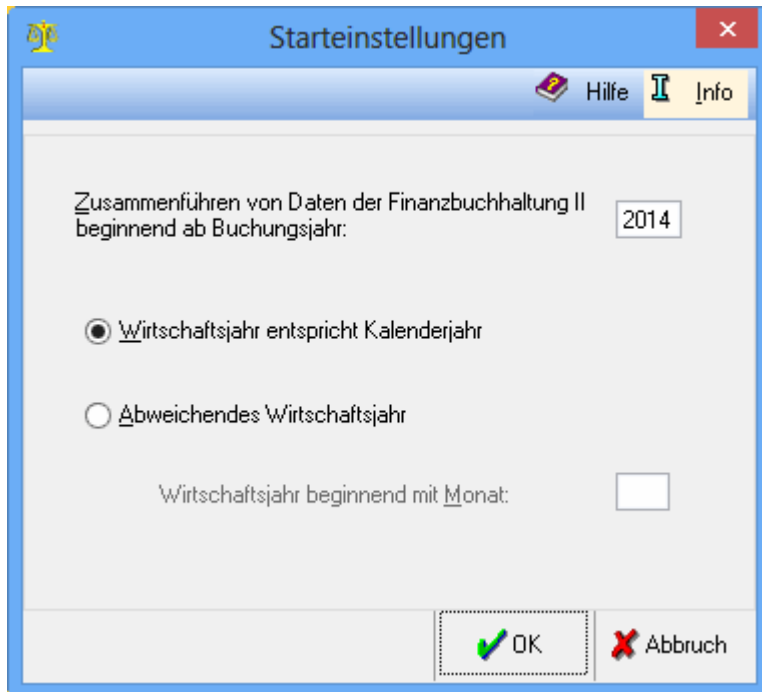 Starteinstellungen
Hilfe Info
Zusammenführen von Daten der Finanzbuchhaltung II
beginnend ab Buchungsjahr:
2014
Wirtschaftsjahr entspricht Kalenderjahr
Abweichendes Wirtschaftsjahr
Wirtschaftsjahr beginnend mit Monat:
OK Abbruch